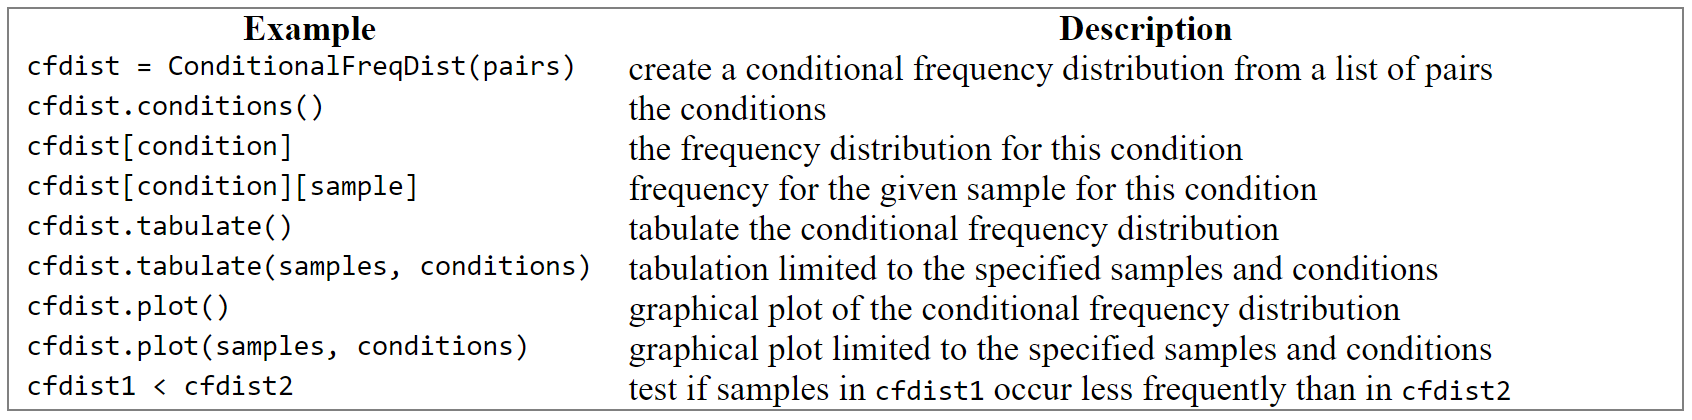 Example Description
cfdist = ConditionalFreqDist(pairs) create a conditional frequency distribution from a list of pairs
cfdist.conditions() the conditions
cfdist[condition] the frequency distribution for this condition
cfdist[condition][sample] frequency for the given sample for this condition
cfdist.tabulate() tabulate the conditional frequency distribution
cfdist.tabulate(samples, conditions) tabulation limited to the specified samples and conditions
cfdist.plot() graphical plot of the conditional frequency distribution
cfdist.plot(samples, conditions) graphical plot limited to the specified samples and conditions
cfdist1 < cfdist2 test if samples in cfdist1 occur less frequently than in cfdist2